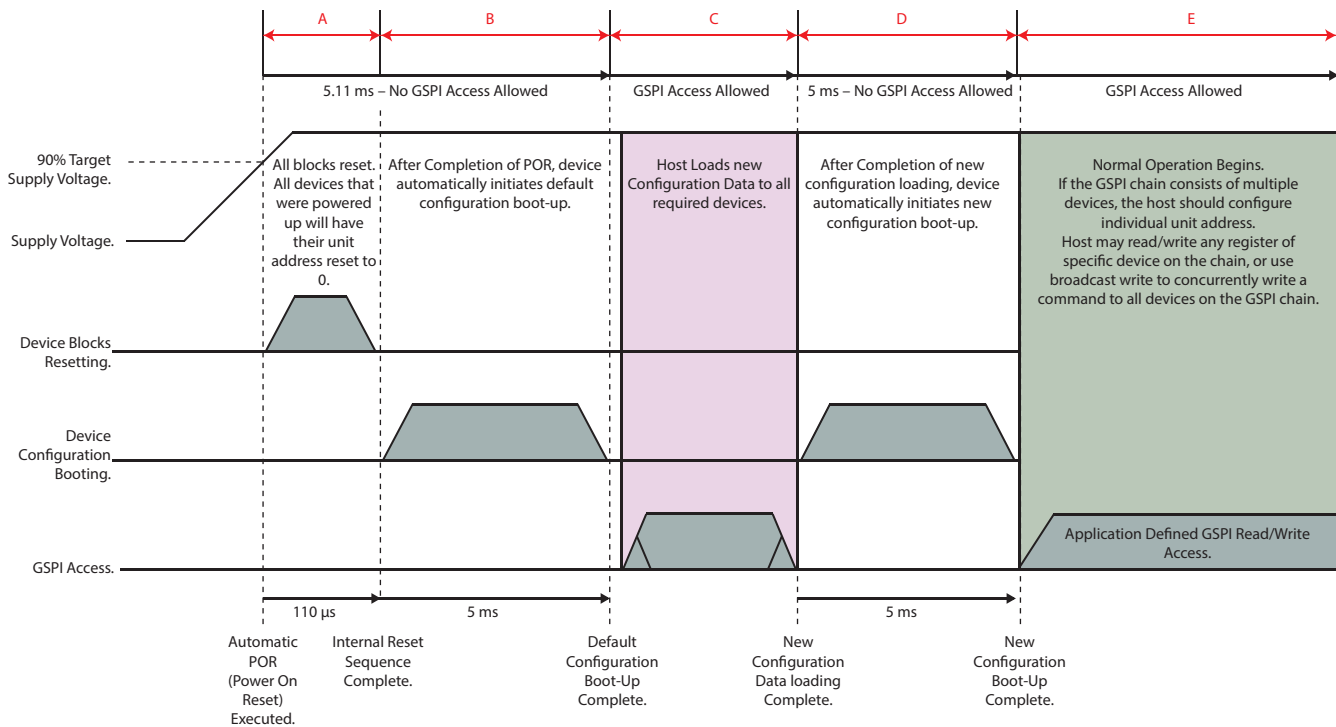 A
B
C
D
E
5.11 ms – No GSPI Access Allowed
GSPI Access Allowed
5 ms – No GSPI Access Allowed
GSPI Access Allowed
90% Target
Supply Voltage.
Supply Voltage.
All blocks reset.
All devices that
were powered
up will have
their unit
address reset to
0.
After Completion of POR, device
automatically initiates default
configuration boot-up.
Host Loads new
Configuration Data to all
required devices.
After Completion of new
configuration loading, device
automatically initiates new
configuration boot-up.
Normal Operation Begins.
If the GSPI chain consists of multiple
devices, the host should configure
individual unit address.
Host may read/write any register of
specific device on the chain, or use
broadcast write to concurrently write a
command to all devices on the GSPI chain.
Device Blocks
Resetting.
Device
Configuration
Booting.
GSPI Access.
Application Defined GSPI Read/Write
Access.
110 µs
5 ms
5 ms
Automatic
POR
(Power On
Reset)
Executed.
Internal Reset
Sequence
Complete.
Default
Configuration
Boot-Up
Complete.
New
Configuration
Data loading
Complete.
New
Configuration
Boot-Up
Complete.